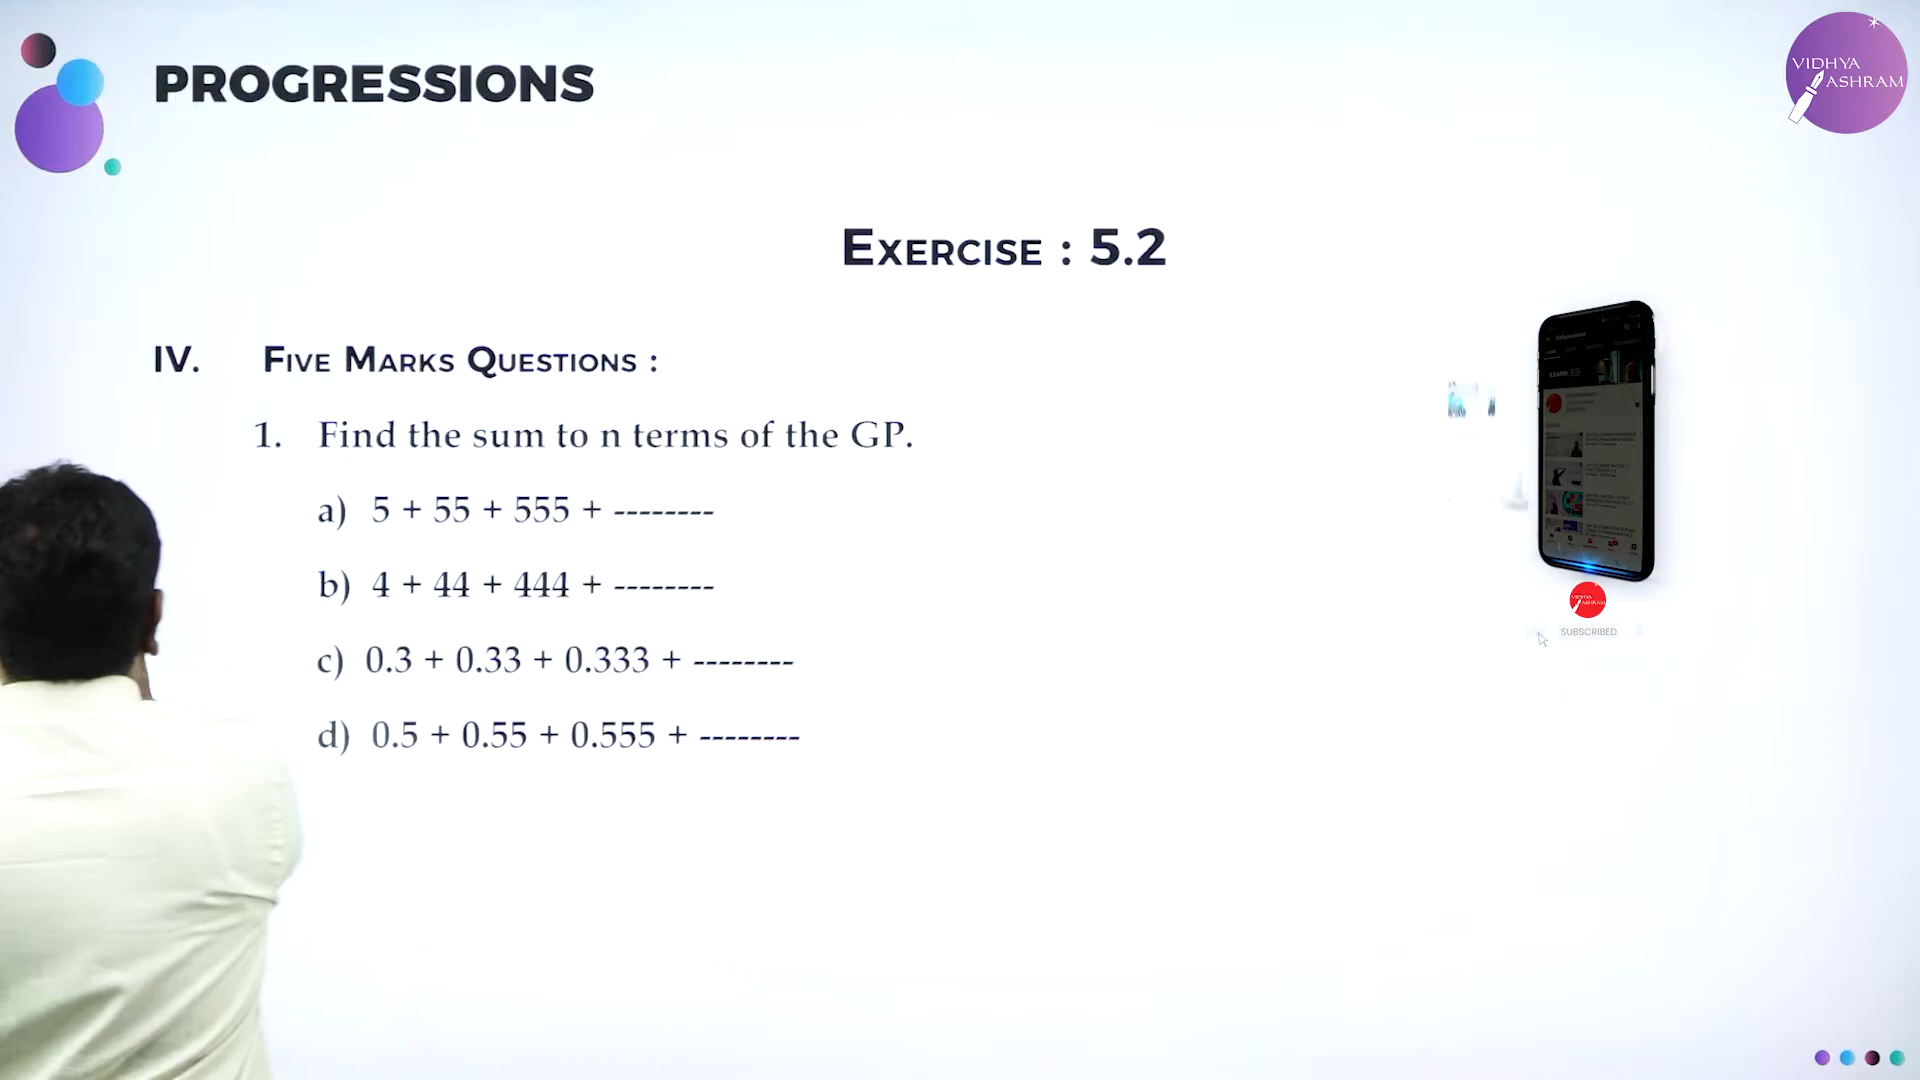 PROGRESSIONS
VIDHYA
ASHRAM
EXERCISE : 5.2
IV. FIVE MARKS QUESTIONS :
1. Find the sum to n terms of the GP.
a) 5 + 55 + 555 + --------
b) 4 + 44 + 444 + --------
c) 0.3 + 0.33 + 0.333 + --------
d) 0.5 + 0.55 + 0.555 + --------
VIDHYA
ASHRAM
SUBSCRIBED